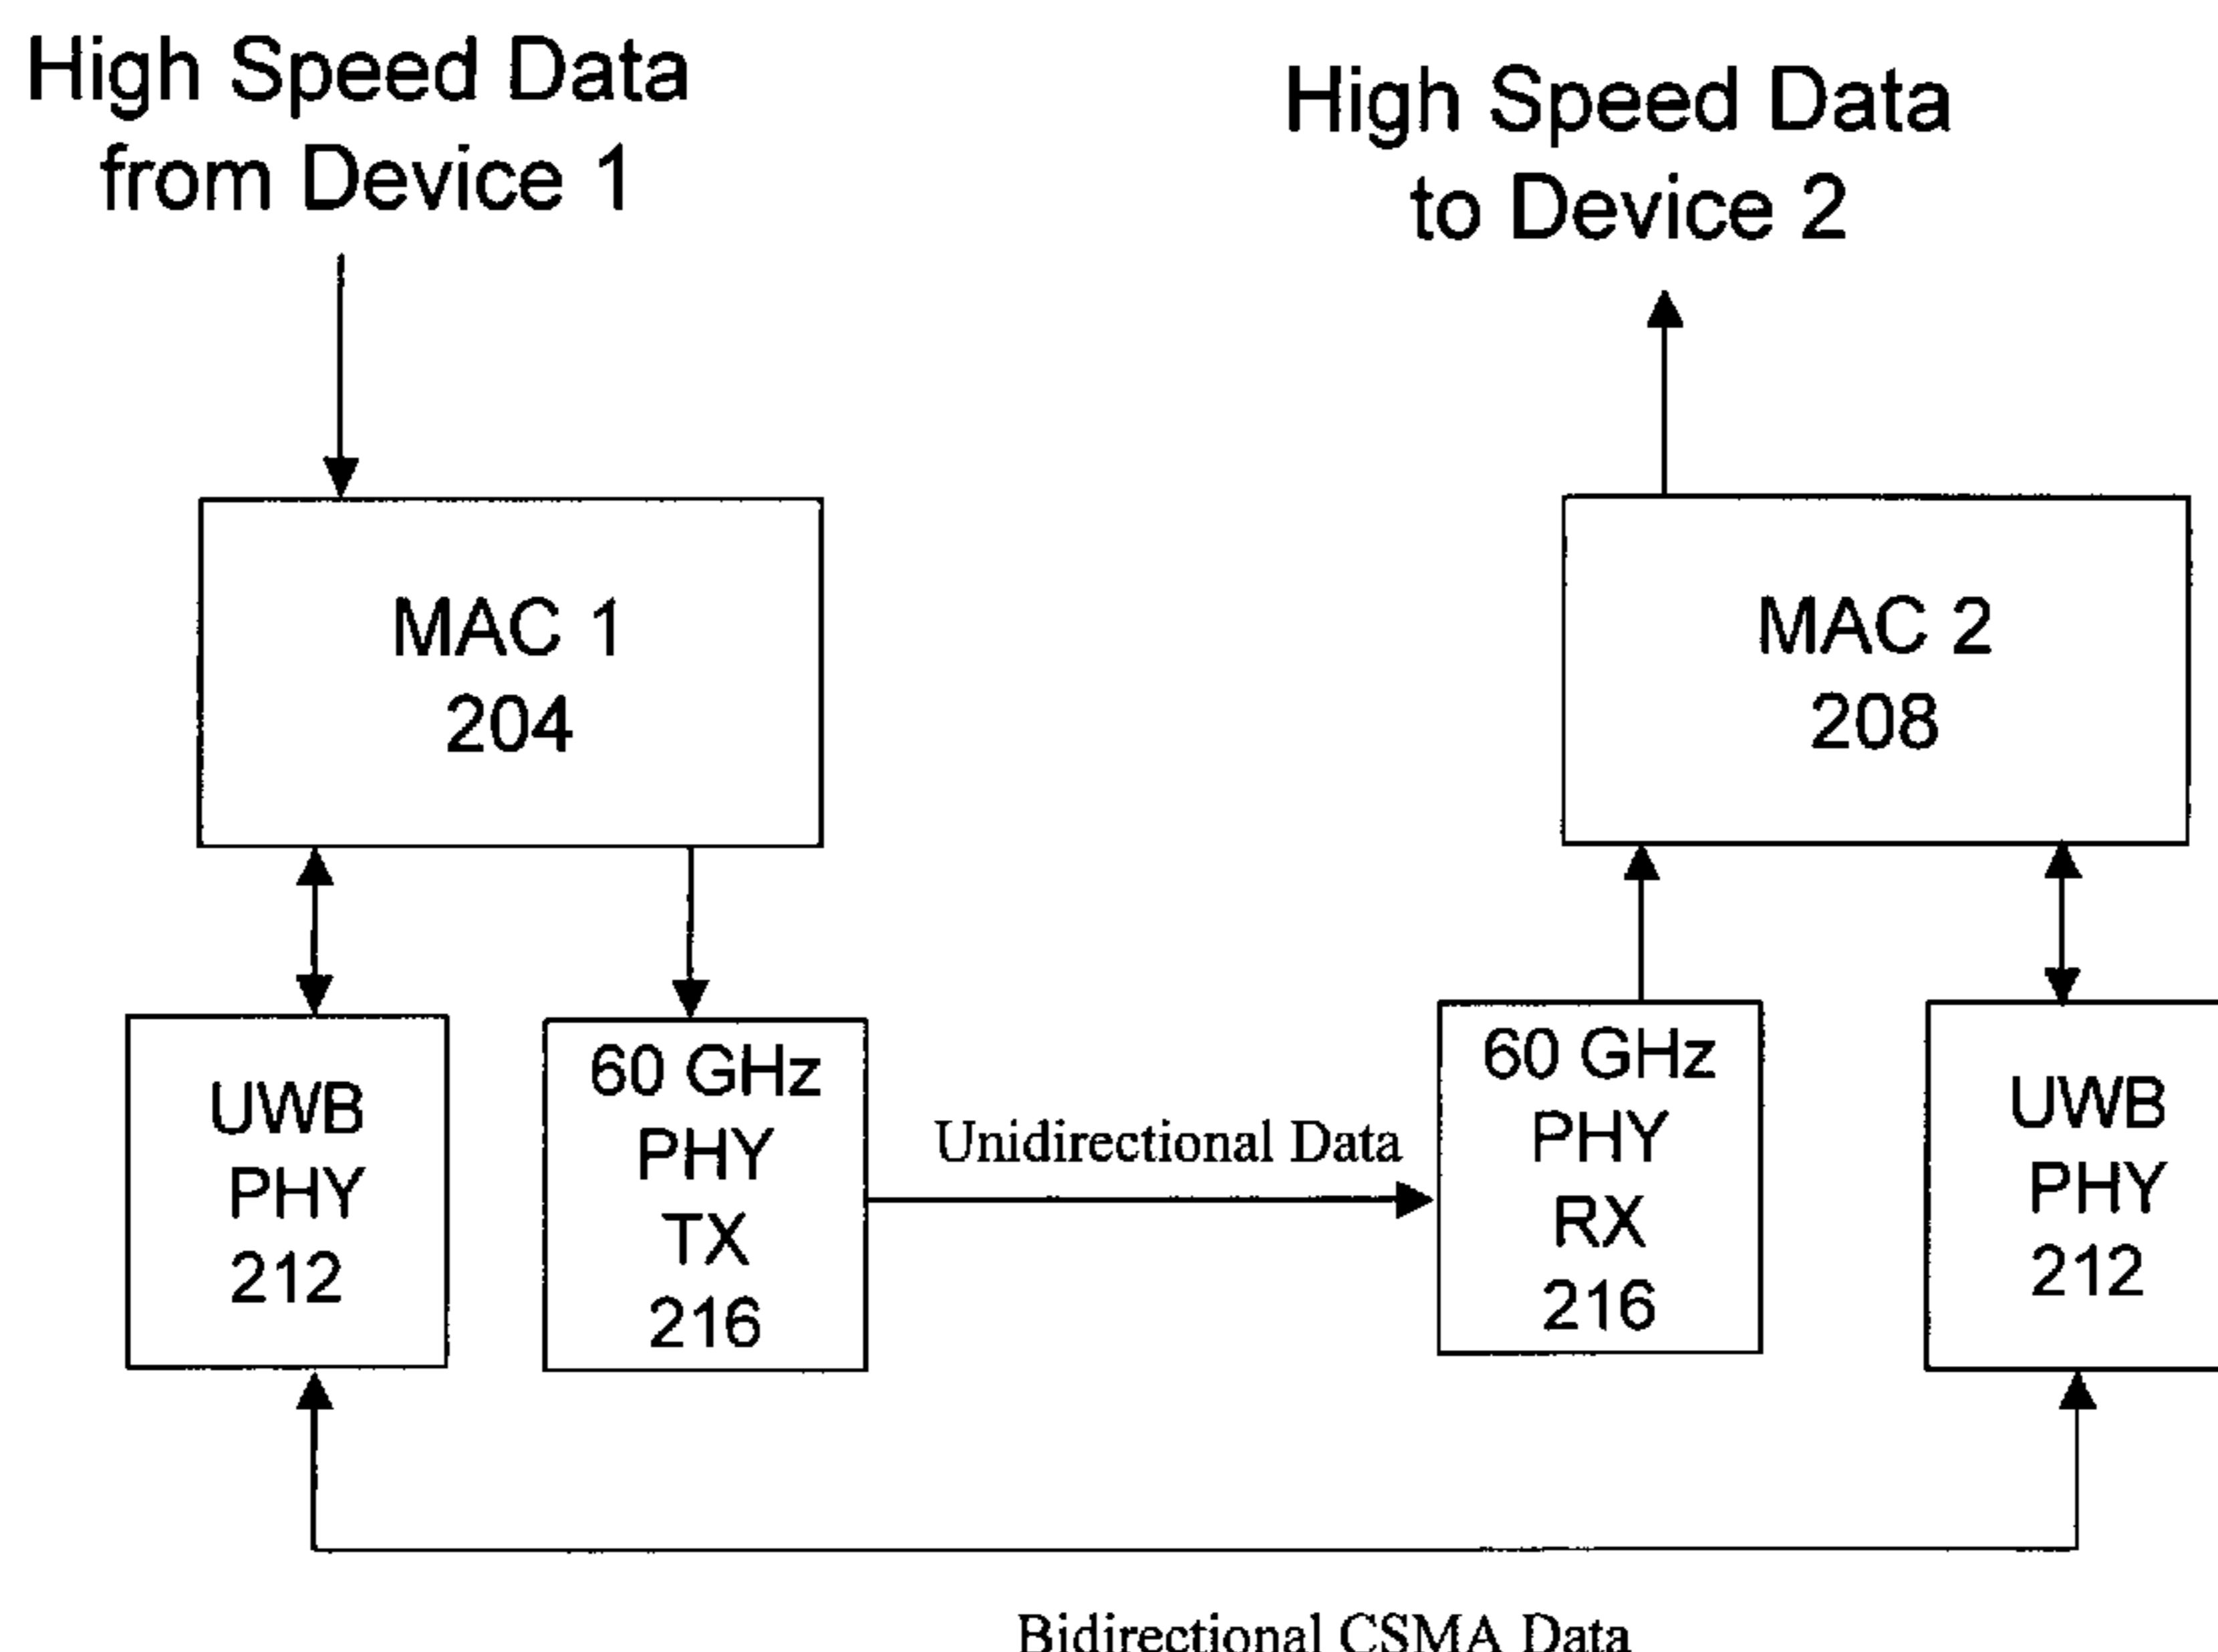 High Speed Data
from Device 1
High Speed Data
to Device 2
MAC 1
204
MAC 2
208
UWB
PHY
212
60 GHz
PHY
TX
216
Unidirectional Data
60 GHz
PHY
RX
216
UWB
PHY
212
Bidirectional CSMA Data